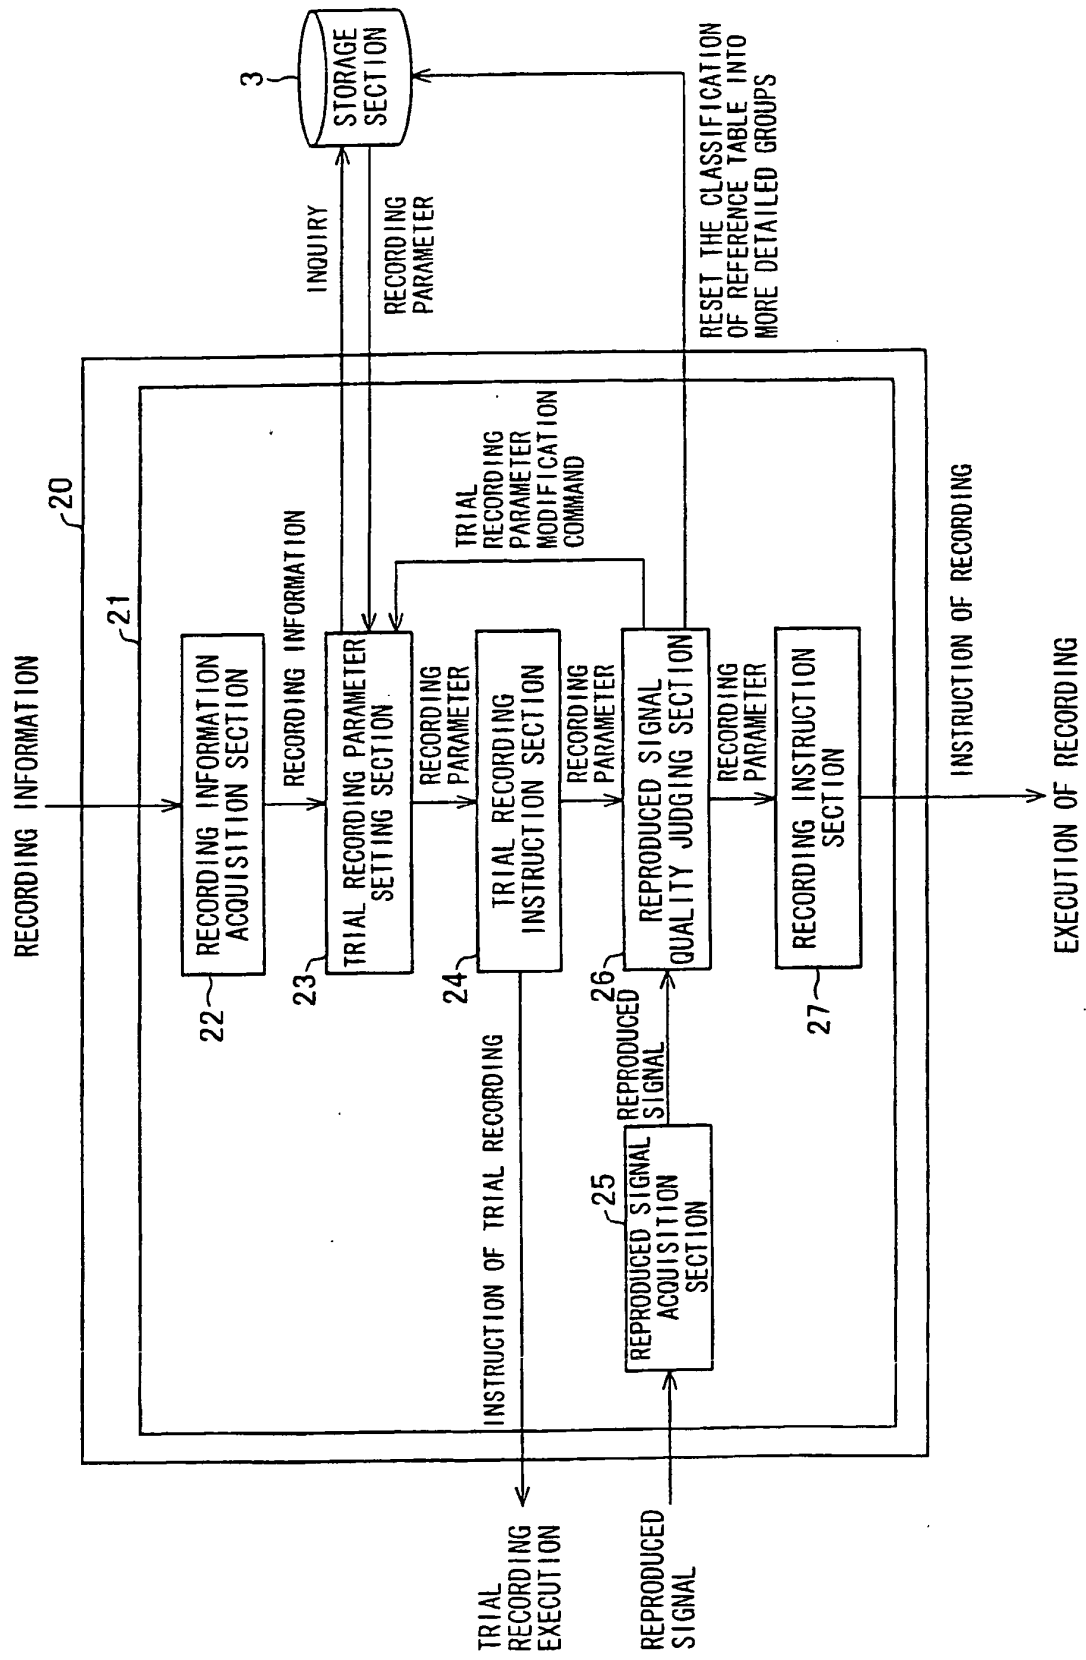 RECORDING INFORMATION
20
21
22
RECORDING INFORMATION
ACQUISITION SECTION
RECORDING INFORMATION
23
TRIAL RECORDING PARAMETER
SETTING SECTION
INQUIRY
RECORDING
PARAMETER
3
STORAGE
SECTION
RECORDING
PARAMETER
TRIAL
RECORDING
PARAMETER
MODIFICATION
COMMAND
24
TRIAL RECORDING
INSTRUCTION SECTION
INSTRUCTION OF TRIAL RECORDING
TRIAL
RECORDING
EXECUTION
RECORDING
PARAMETER
REPRODUCED
SIGNAL
25
REPRODUCED SIGNAL
ACQUISITION
SECTION
REPRODUCED
SIGNAL
26
REPRODUCED SIGNAL
QUALITY JUDGING SECTION
RESET THE CLASSIFICATION
OF REFERENCE TABLE INTO
MORE DETAILED GROUPS
RECORDING
PARAMETER
27
RECORDING INSTRUCTION
SECTION
INSTRUCTION OF RECORDING
EXECUTION OF RECORDING